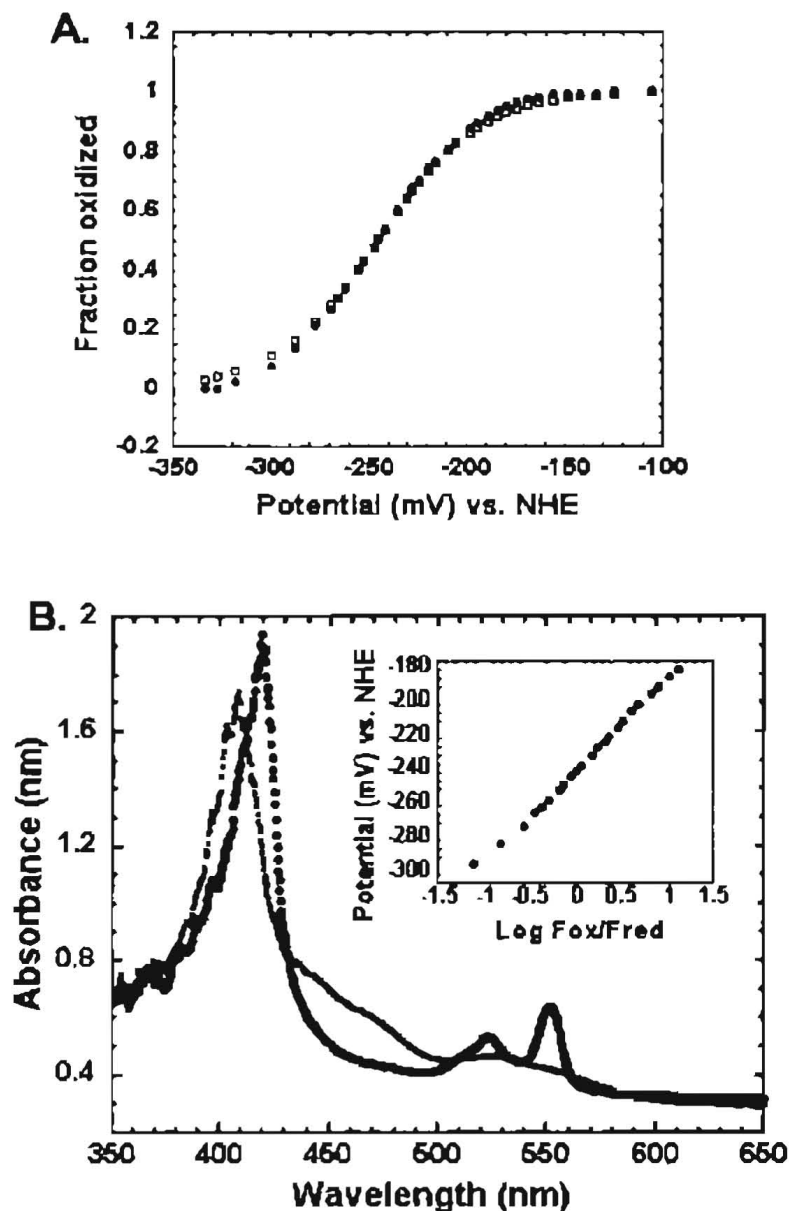 A.
1.2
1
0.8
0.6
0.4
0.2
0
-0.2
Fraction oxidized
-350 -300 -250 -200 -150 -100
Potential (mV) vs. NHE
B.
2
1.6
1.2
0.8
0.4
Absorbance (nm)
-180
-200
-220
-240
-260
-280
-300
Potential (mV) vs. NHE
-1.5 -1 -0.5 0 0.5 1 1.5
Log Fox/Fred
350 400 450 500 550 600 650
Wavelength (nm)